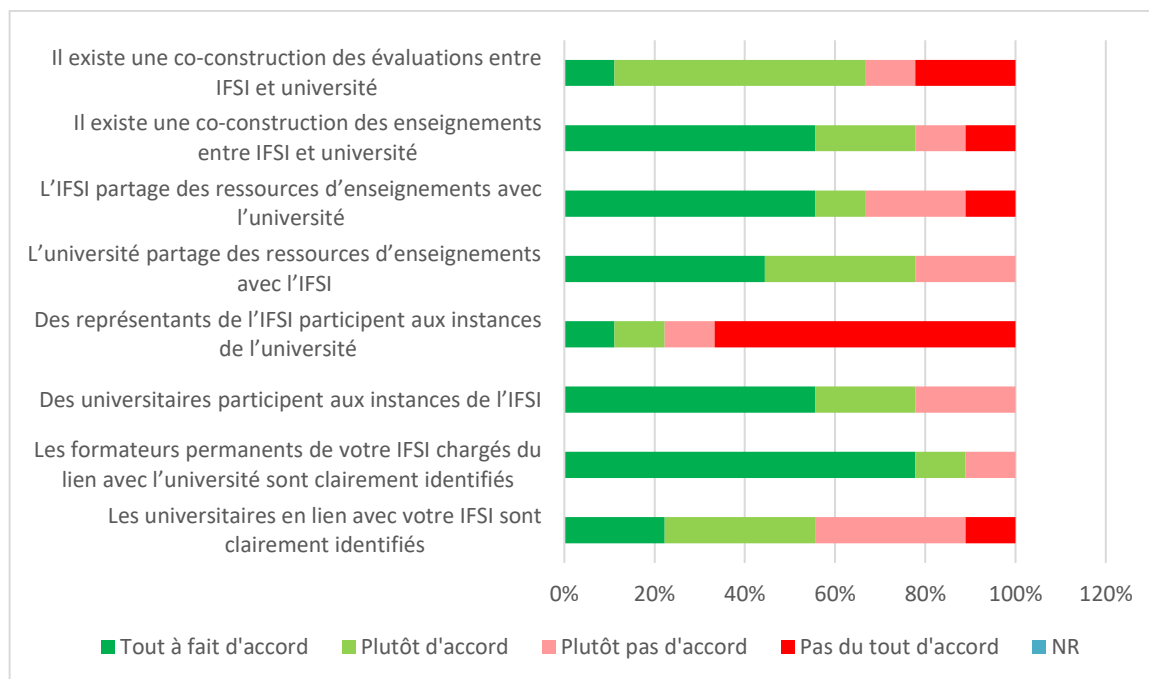 Il existe une co-construction des évaluations entre
IFSI et université
Il existe une co-construction des enseignements
entre IFSI et université
L’IFSI partage des ressources d’enseignements avec
l’université
L’université partage des ressources d’enseignements
avec l’IFSI
Des représentants de l’IFSI participent aux instances
de l’université
Des universitaires participent aux instances de l’IFSI
Les formateurs permanents de votre IFSI chargés du
lien avec l’université sont clairement identifiés
Les universitaires en lien avec votre IFSI sont
clairement identifiés
0% 20% 40% 60% 80% 100% 120%
Tout à fait d'accord Plutôt d'accord Plutôt pas d'accord Pas du tout d'accord NR